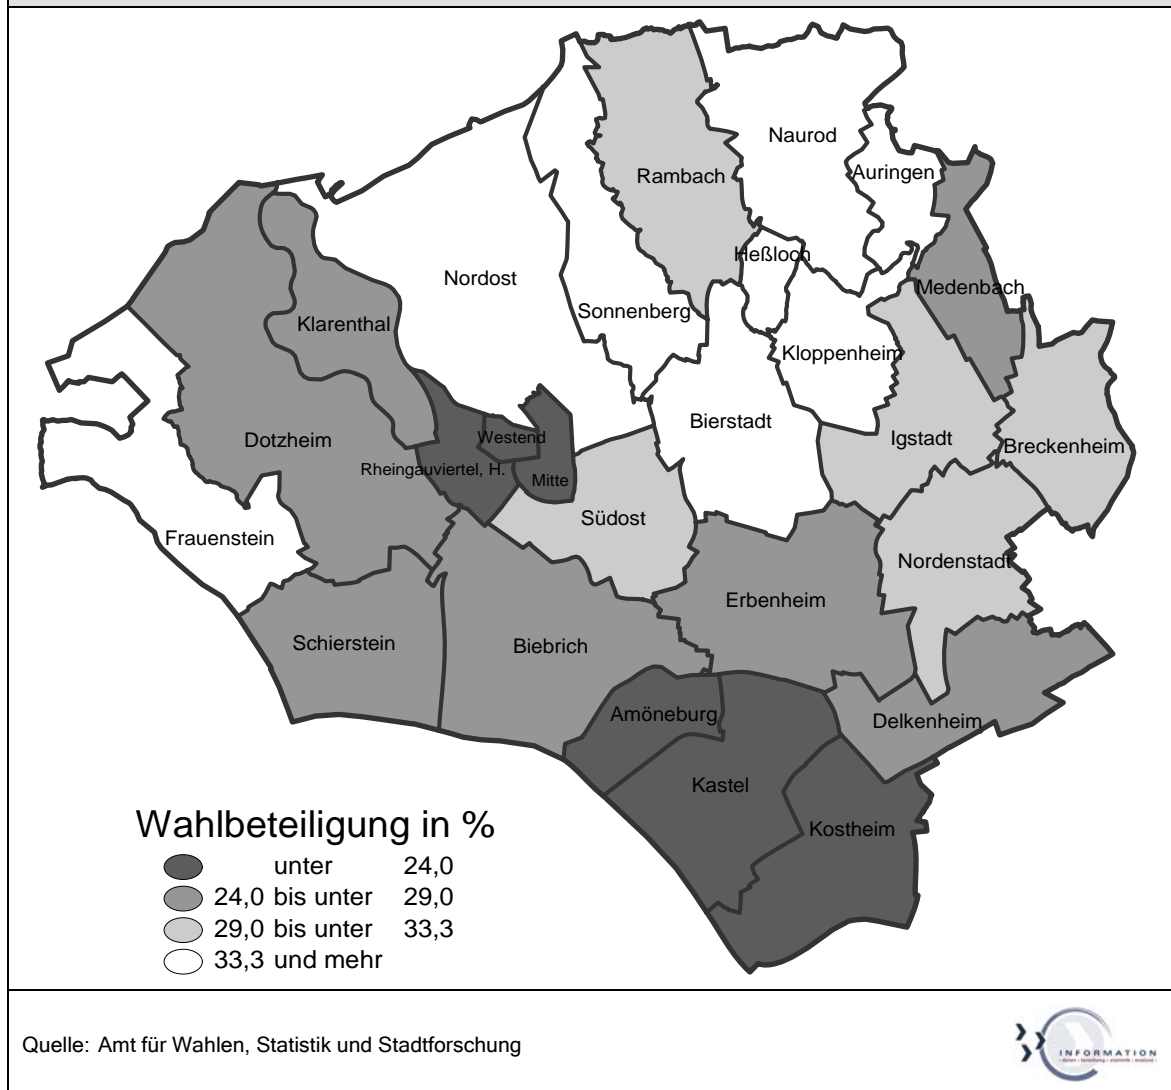 Naurod
Rambach
Auringen
Heßloch
Nordost
Medenbach
Sonnenberg
Klarenthal
Kloppenheim
Bierstadt
Dotzheim
Westend
Igstadt
Breckenheim
Rheingauviertel, H.
Mitte
Südost
Frauenstein
Nordenstadt
Erbenheim
Schierstein
Biebrich
Amöneburg
Delkenheim
Kastel
Kostheim
Wahlbeteiligung in %
unter 24,0
24,0 bis unter 29,0
29,0 bis unter 33,3
33,3 und mehr
Quelle: Amt für Wahlen, Statistik und Stadtforschung
INFORMATION